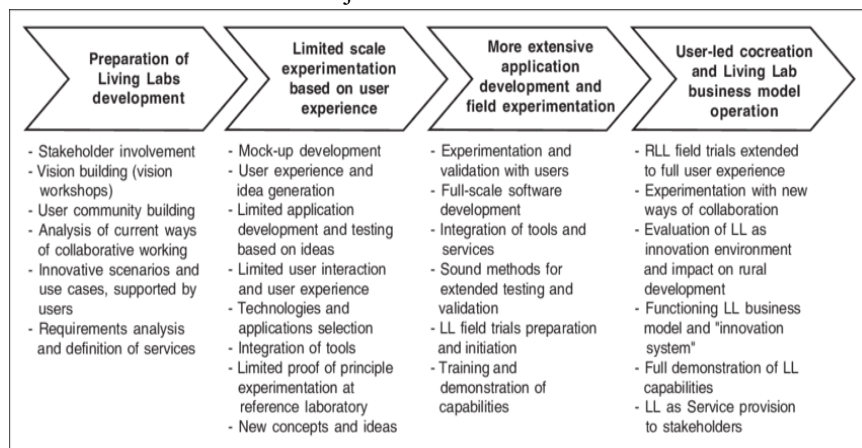 Preparation of
Living Labs
development
Limited scale
experimentation
based on user
experience
More extensive
application
development and
field experimentation
User-led cocreation
and Living Lab
business model
operation
- Stakeholder involvement
- Vision building (vision
workshops)
- User community building
- Analysis of current ways
of collaborative working
- Innovative scenarios and
use cases, supported by
users
- Requirements analysis
and definition of services
- Mock-up development
- User experience and
idea generation
- Limited application
development and testing
based on ideas
- Limited user interaction
and user experience
- Technologies and
applications selection
- Integration of tools
- Limited proof of principle
experimentation at
reference laboratory
- New concepts and ideas
- Experimentation and
validation with users
- Full-scale software
development
- Integration of tools and
services
- Sound methods for
extended testing and
validation
- LL field trials preparation
and initiation
- Training and
demonstration of
capabilities
- RLL field trials extended
to full user experience
- Experimentation with new
ways of collaboration
- Evaluation of LL as
innovation environment
and impact on rural
development
- Functioning LL business
model and "innovation
system"
- Full demonstration of LL
capabilities
- LL as Service provision
to stakeholders